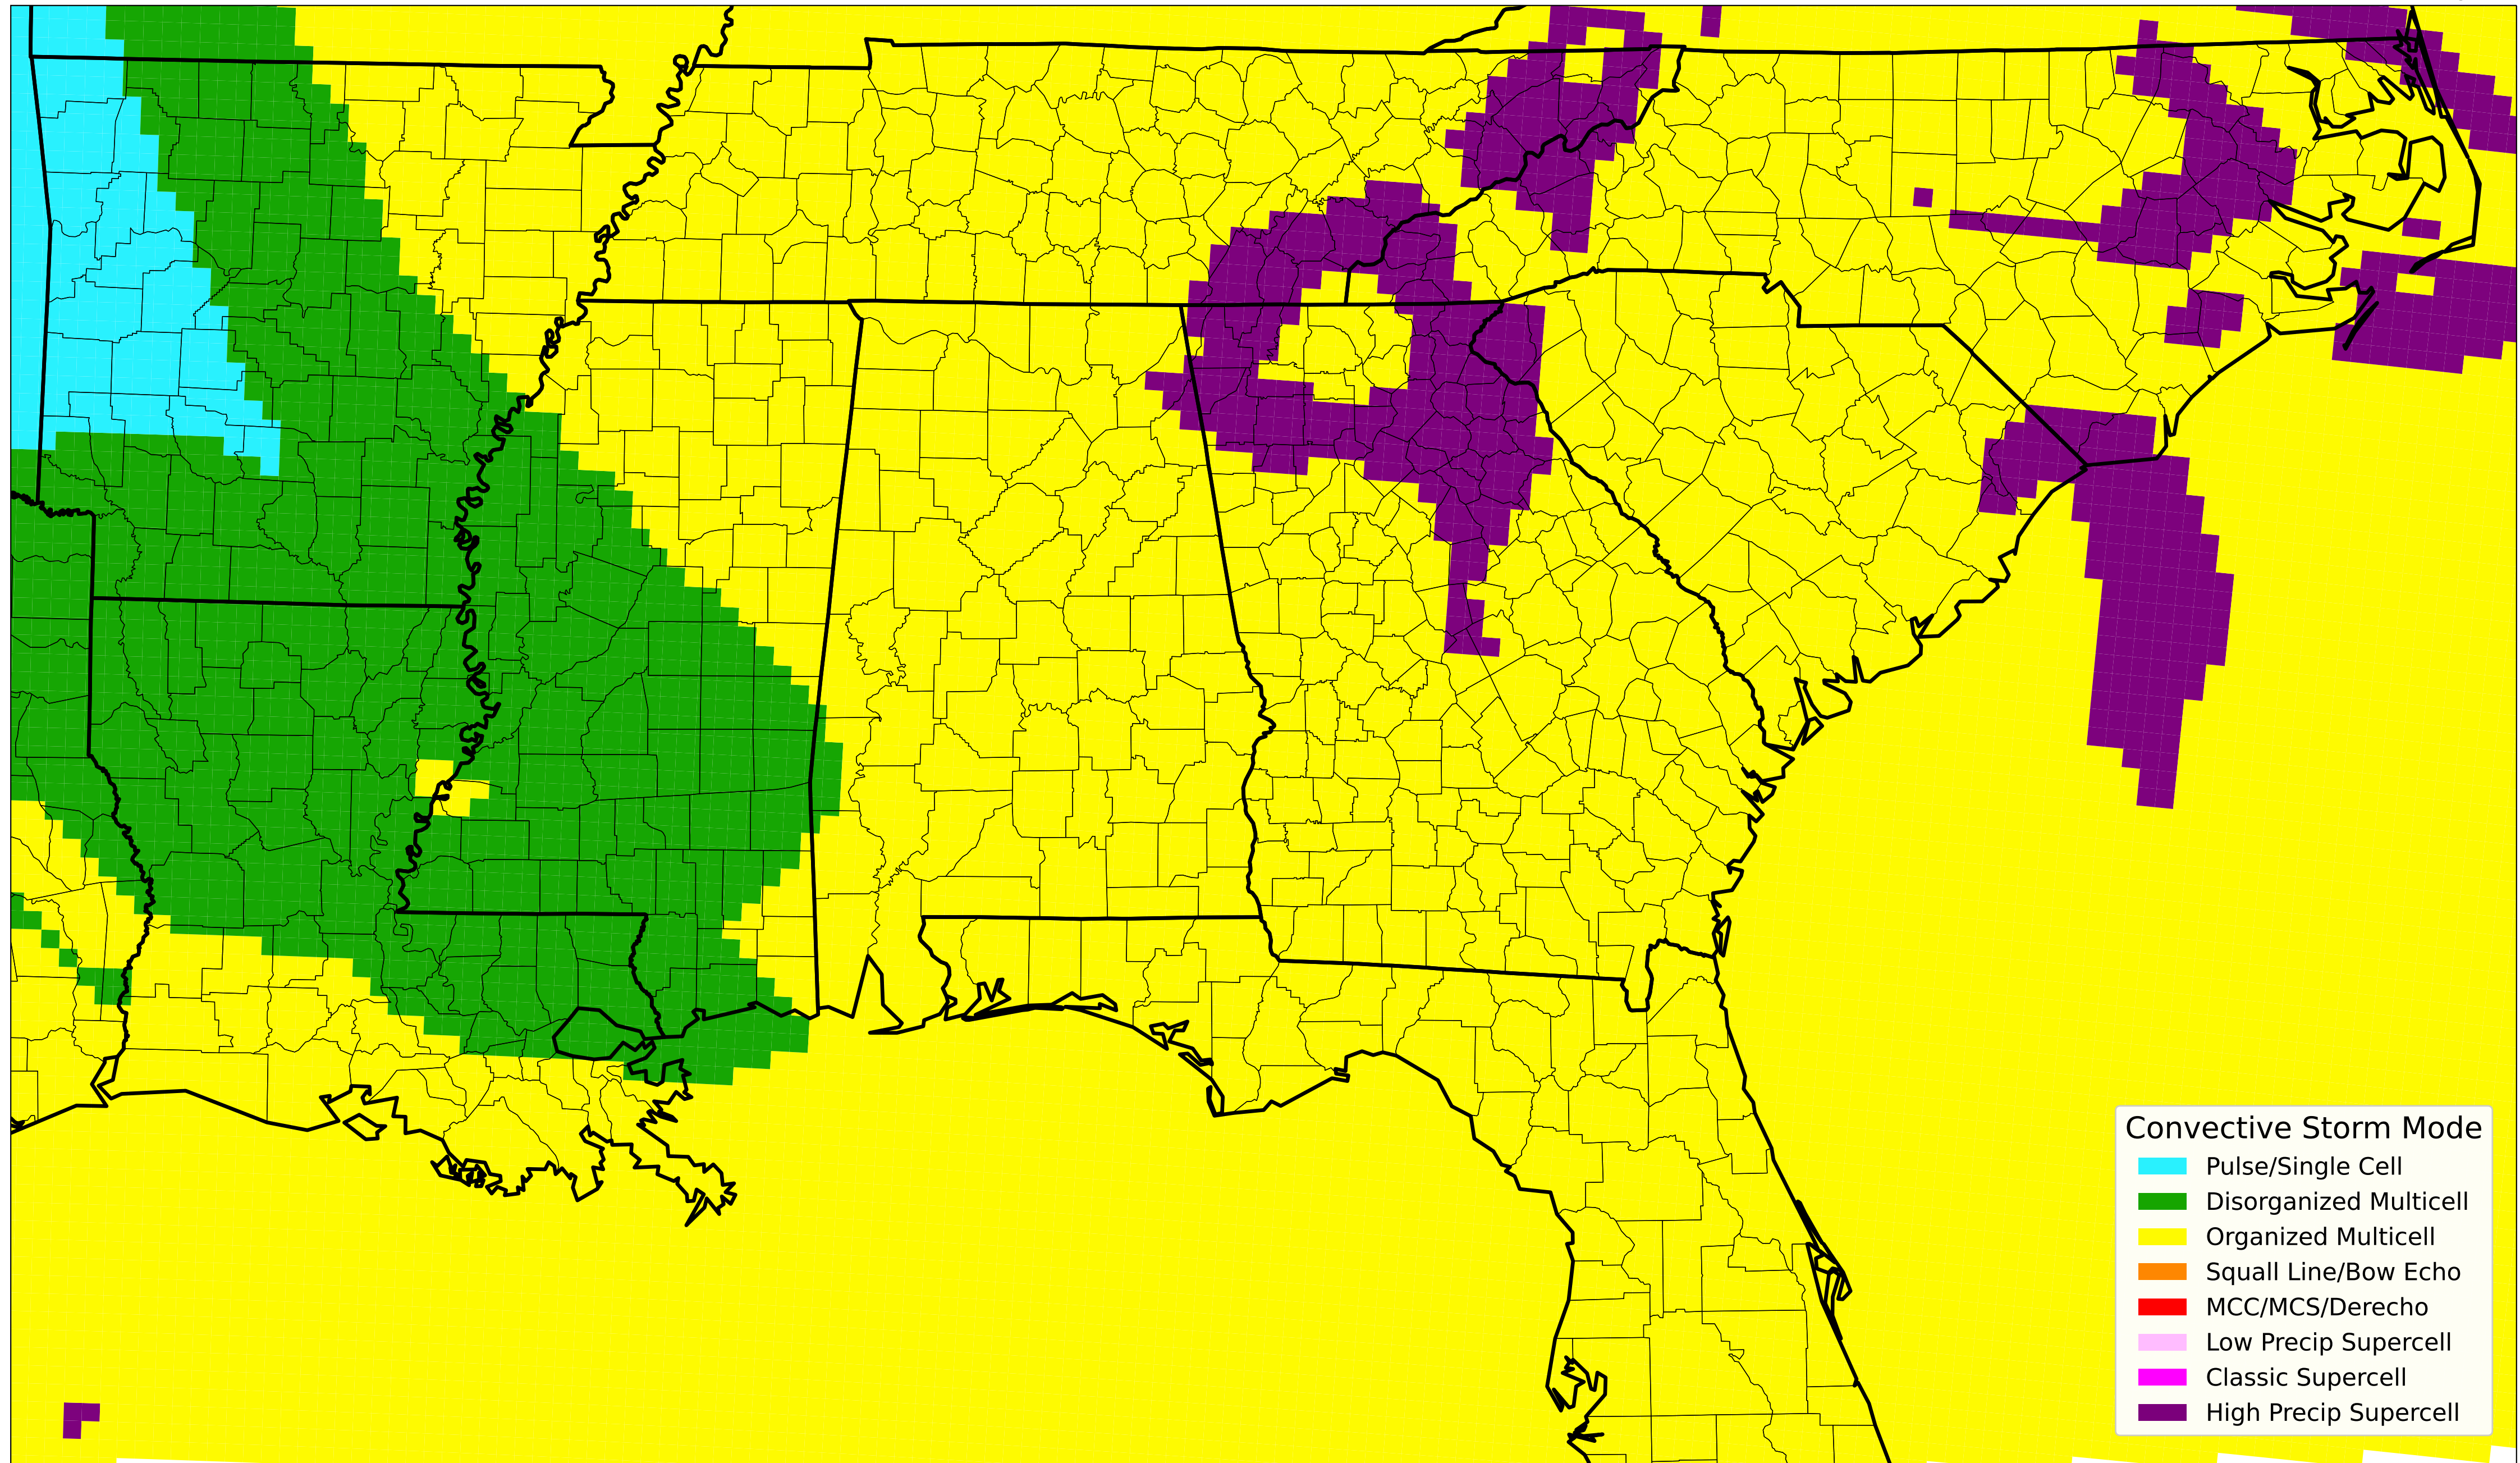 Convective Storm Mode
Pulse/Single Cell
Disorganized Multicell
Organized Multicell
Squall Line/Bow Echo
MCC/MCS/Derecho
Low Precip Supercell
Classic Supercell
High Precip Supercell